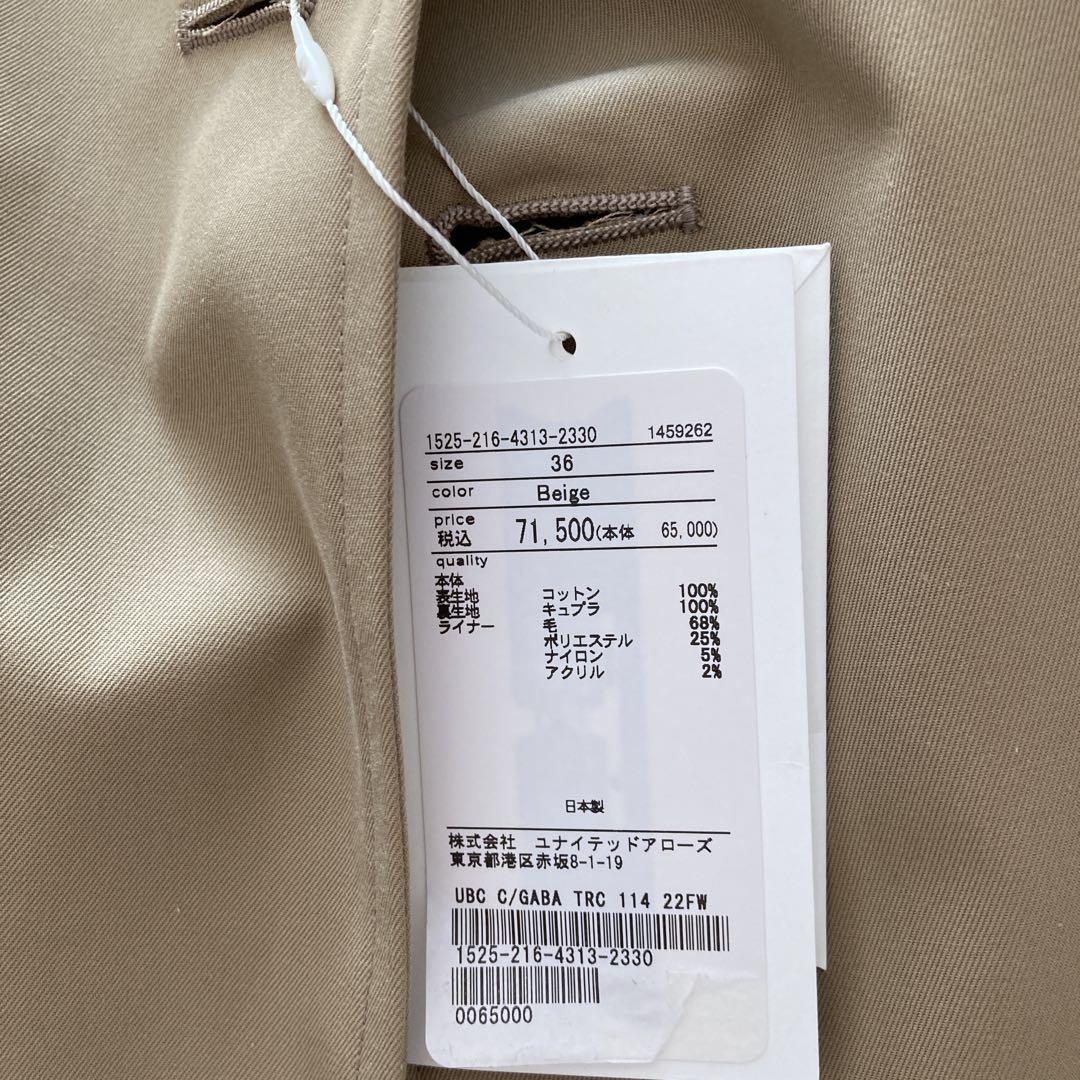 1525-216-4313-2330 1459262
size 36
color Beige
price
税込 71,500(本体 65,000)
quality
本体
表生地 コットン 100%
裏生地 キュプラ 100%
ライナー 毛 68%
ポリエステル 25%
ナイロン 5%
アクリル 2%
日本製
株式会社 ユナイテッドアローズ
東京都港区赤坂8-1-19
UBC C/GABA TRC 114 22FW
1525-216-4313-2330
0065000